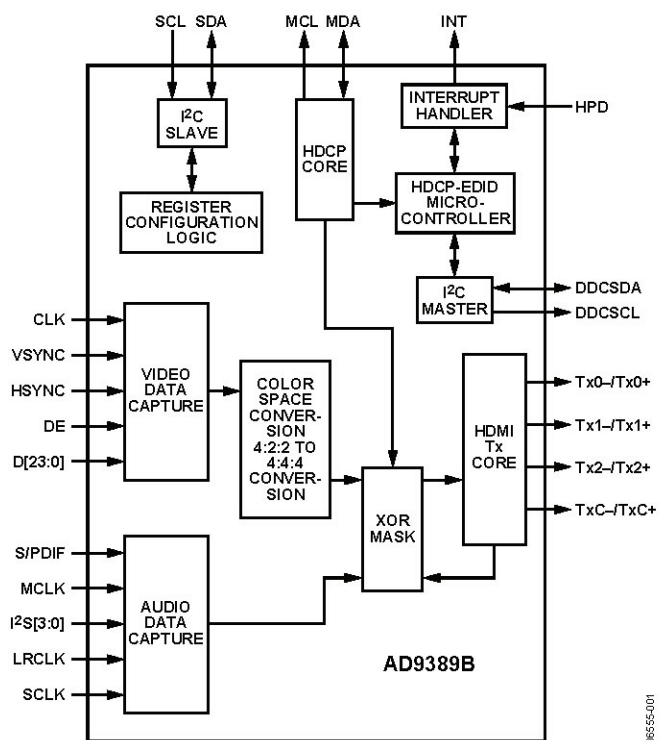 SCL SDA
MCL MDA
INT
I²C
SLAVE
REGISTER
CONFIGURATION
LOGIC
HDCP
CORE
INTERRUPT
HANDLER
HPD
HDCP-EDID
MICRO-
CONTROLLER
I²C
MASTER
DDCSDA
DDCSCL
CLK
VSYNC
HSYNC
DE
D[23:0]
VIDEO
DATA
CAPTURE
COLOR
SPACE
CONVER-
SION
4:2:2 TO
4:4:4
CONVER-
SION
XOR
MASK
HDMI
Tx
CORE
Tx0–/Tx0+
Tx1–/Tx1+
Tx2–/Tx2+
TxC–/TxC+
S/PDIF
MCLK
I²S[3:0]
LRCLK
SCLK
AUDIO
DATA
CAPTURE
AD9389B
06555-001